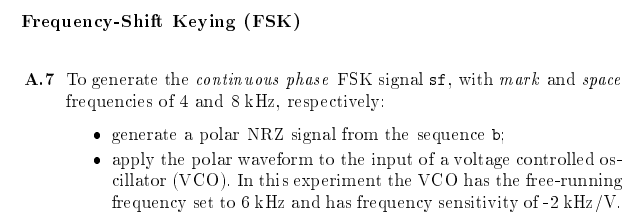 Frequency-Shift Keying (FSK)
A.7 To generate the continuous phase FSK signal sf, with mark and space
frequencies of 4 and 8 kHz, respectively:
• generate a polar NRZ signal from the sequence b;
• apply the polar waveform to the input of a voltage controlled os-
cillator (VCO). In this experiment the VCO has the free-running
frequency set to 6 kHz and has frequency sensitivity of -2 kHz/V.